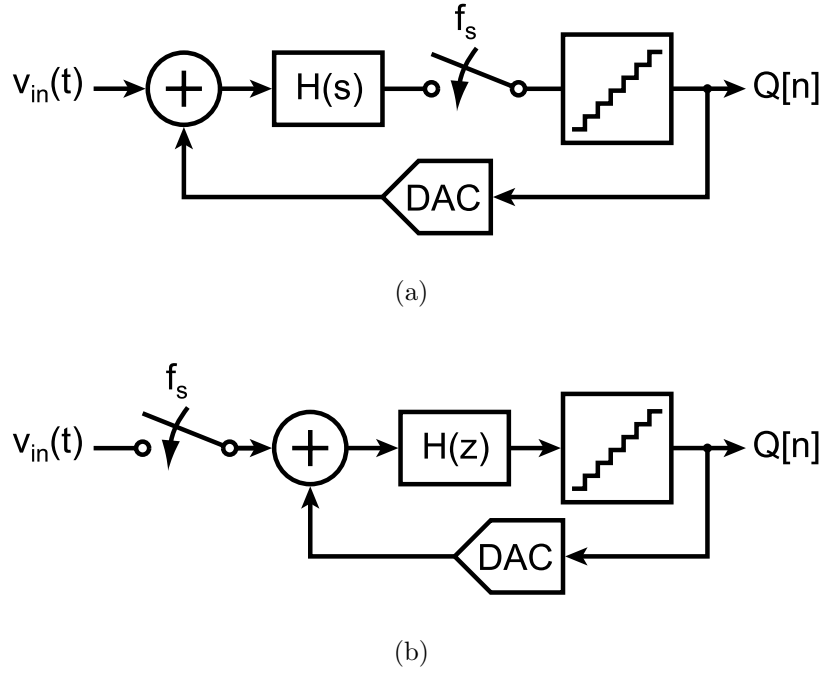 f_s
v_in(t) + H(s) Q[n]
DAC
(a)
f_s
v_in(t) + H(z) Q[n]
DAC
(b)